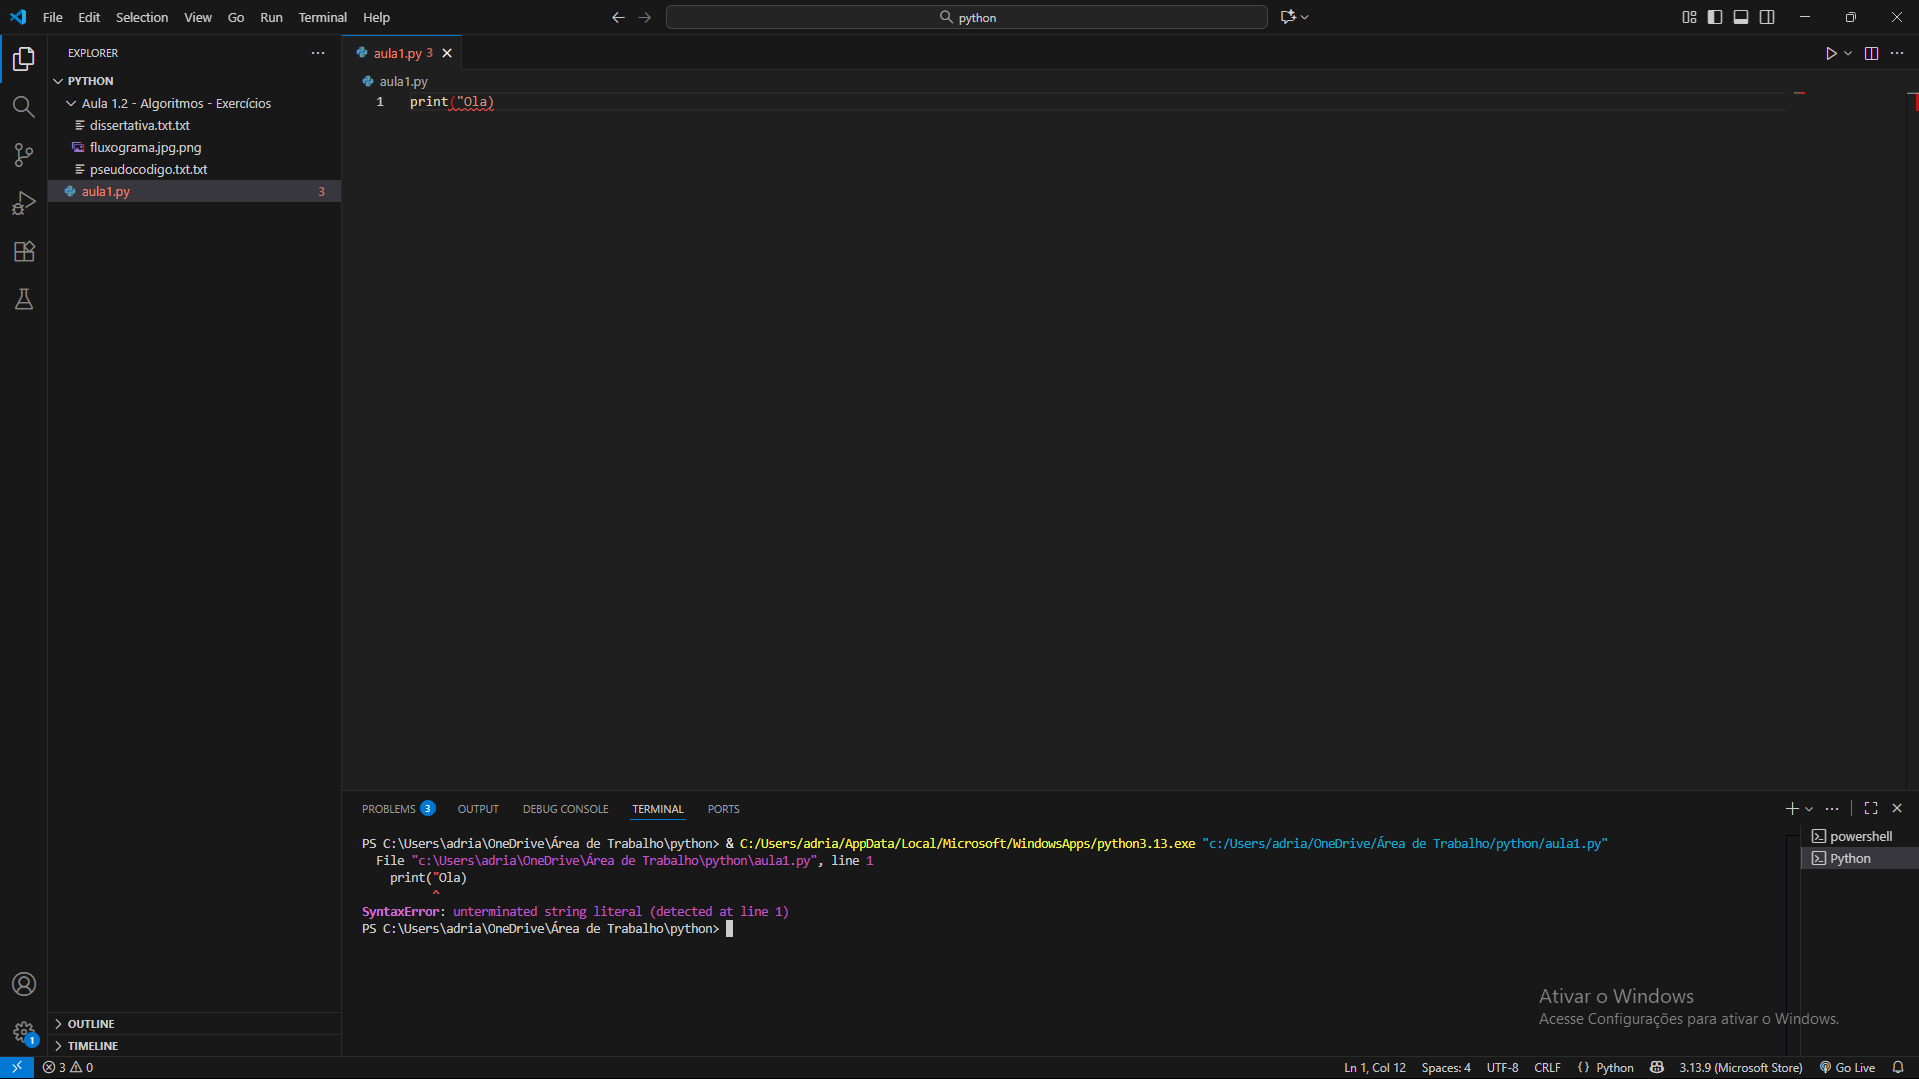 File Edit Selection View Go Run Terminal Help
python
EXPLORER
PYTHON
Aula 1.2 - Algoritmos - Exercícios
dissertativa.txt.txt
fluxograma.jpg.png
pseudocodigo.txt.txt
aula1.py 3
OUTLINE
TIMELINE
aula1.py 3
aula1.py
1 print("Ola)
PROBLEMS 3 OUTPUT DEBUG CONSOLE TERMINAL PORTS
PS C:\Users\adria\OneDrive\Área de Trabalho\python> & C:/Users/adria/AppData/Local/Microsoft/WindowsApps/python3.13.exe "c:/Users/adria/OneDrive/Área de Trabalho/python/aula1.py"
File "c:\Users\adria\OneDrive\Área de Trabalho\python\aula1.py", line 1
print("Ola)
^
SyntaxError: unterminated string literal (detected at line 1)
PS C:\Users\adria\OneDrive\Área de Trabalho\python>
powershell
Python
Ativar o Windows
Acesse Configurações para ativar o Windows.
1
3 0
Ln 1, Col 12 Spaces: 4 UTF-8 CRLF {} Python 3.13.9 (Microsoft Store) Go Live